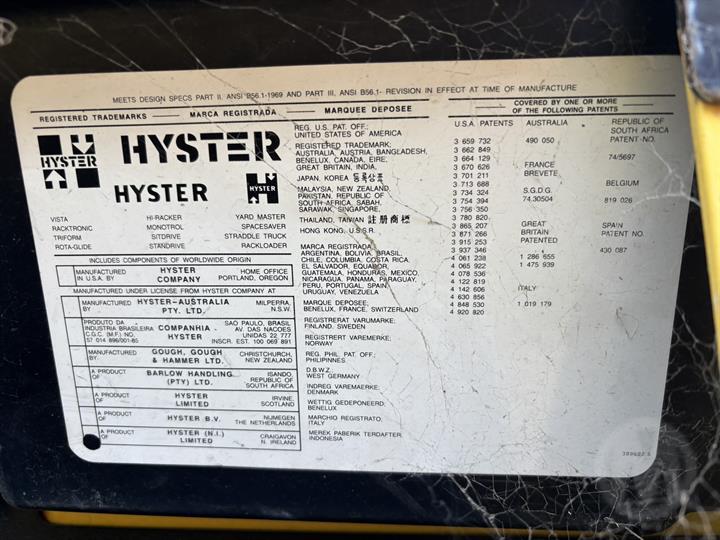 MEETS DESIGN SPECS PART II. ANSI B56.1-1969 AND PART III, ANSI B56.1- REVISION IN EFFECT AT TIME OF MANUFACTURE
REGISTERED TRADEMARKS — MARCA REGISTRADA — MARQUEE DEPOSEE
HYSTER
HYSTER
HYSTER
HYSTER
VISTA HI-RACKER YARD MASTER
RACKTRONIC MONOTROL SPACESAVER
TRIFORM SITDRIVE STRADDLE TRUCK
ROTA-GLIDE STANDRIVE RACKLOADER
INCLUDES COMPONENTS OF WORLDWIDE ORIGIN
MANUFACTURED IN U.S.A. BY
HYSTER COMPANY
HOME OFFICE
PORTLAND, OREGON
MANUFACTURED UNDER LICENSE FROM HYSTER COMPANY AT
MANUFACTURED BY
HYSTER-AUSTRALIA PTY. LTD.
MILPERRA, N.S.W.
PRODUTO DA
INDUSTRIA BRASILEIRA
C.G.C. (M.F.) NO.
57 014 896/001-85
COMPANHIA HYSTER
SAO PAULO, BRASIL
AV. DAS NACOES
UNIDAS 22 777
INSCR. EST. 100 069 891
MANUFACTURED BY
GOUGH, GOUGH & HAMMER LTD.
CHRISTCHURCH, NEW ZEALAND
A PRODUCT OF
BARLOW HANDLING (PTY) LTD.
ISANDO, REPUBLIC OF SOUTH AFRICA
A PRODUCT OF
HYSTER LIMITED
IRVINE, SCOTLAND
A PRODUCT OF
HYSTER B.V.
NIJMEGEN THE NETHERLANDS
A PRODUCT OF
HYSTER (N.I.) LIMITED
CRAIGAVON N. IRELAND
REG. U.S. PAT. OFF.:
UNITED STATES OF AMERICA
REGISTERED TRADEMARK:
AUSTRALIA, AUSTRIA, BANGLADESH,
BENELUX, CANADA, EIRE,
GREAT BRITAIN, INDIA,
JAPAN, KOREA 등록상표
MALAYSIA, NEW ZEALAND,
PAKISTAN, REPUBLIC OF
SOUTH AFRICA, SABAH,
SARAWAK, SINGAPORE,
THAILAND, TAIWAN 註册商標
HONG KONG, U.S.S.R.
MARCA REGISTRADA:
ARGENTINA, BOLIVIA, BRASIL,
CHILE, COLUMBIA, COSTA RICA,
EL SALVADOR, EQUADOR,
GUATEMALA, HONDURAS, MEXICO,
NICARAGUA, PANAMA, PARAGUAY,
PERU, PORTUGAL, SPAIN,
URUGUAY, VENEZUELA
MARQUE DEPOSEE:
BENELUX, FRANCE, SWITZERLAND
REGISTRERAT VARUMARKE:
FINLAND, SWEDEN
REGISTRERT VAREMERKE:
NORWAY
REG. PHIL. PAT. OFF.:
PHILIPINNES
D.B.W.Z.
WEST GERMANY
INDREG VAREMAERKE:
DENMARK
WETTIG GEDEPONEERD:
BENELUX
MARCHIO REGISTRATO,
ITALY
MEREK PABERIK TERDAFTER,
INDONESIA
COVERED BY ONE OR MORE
OF THE FOLLOWING PATENTS
U.S.A. PATENTS
3 659 732
3 662 849
3 664 129
3 670 626
3 701 211
3 713 688
3 734 324
3 754 394
3 756 350
3 780 820
3 865 207
3 871 266
3 915 253
3 937 346
4 061 238
4 065 922
4 078 536
4 122 819
4 142 606
4 630 856
4 848 530
4 920 820
AUSTRALIA
490 050
FRANCE
BREVETE
S.G.D.G.
74.30504
GREAT
BRITAIN
PATENTED
1 286 655
1 475 939
ITALY
1 019 179
REPUBLIC OF
SOUTH AFRICA
PATENT NO.
74/5697
BELGIUM
819 026
SPAIN
PATENT NO.
430 087